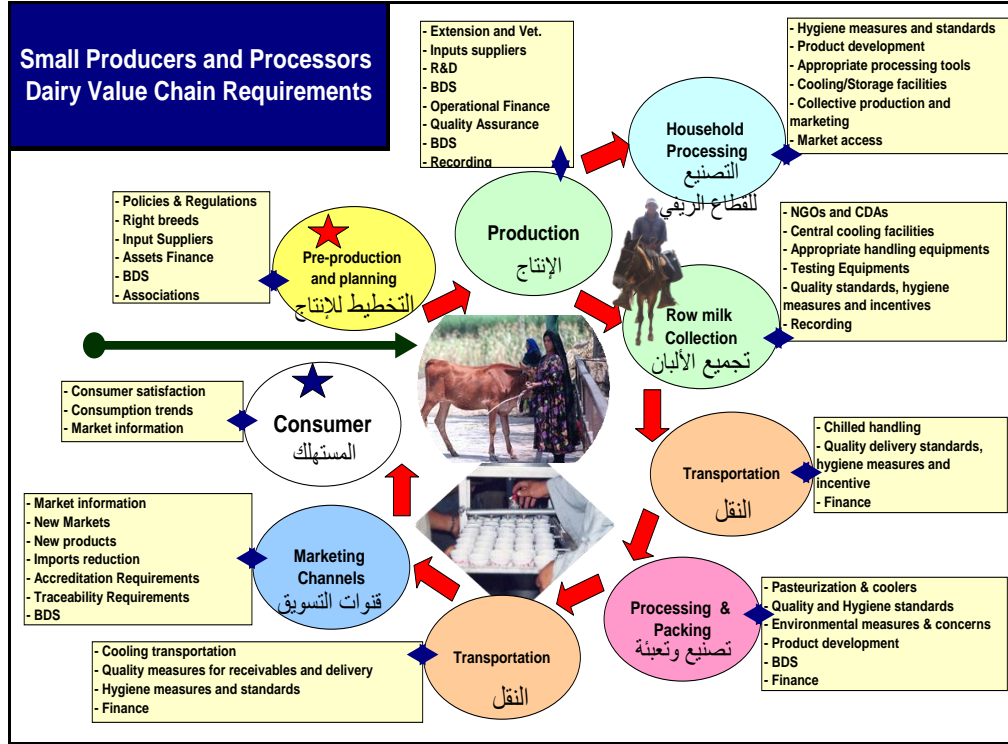 Small Producers and Processors
Dairy Value Chain Requirements
- Extension and Vet.
- Inputs suppliers
- R&D
- BDS
- Operational Finance
- Quality Assurance
- BDS
- Recording
- Hygiene measures and standards
- Product development
- Appropriate processing tools
- Cooling/Storage facilities
- Collective production and
marketing
- Market access
Household
Processing
التصنيع
للقطاع الريفي
- Policies & Regulations
- Right breeds
- Input Suppliers
- Assets Finance
- BDS
- Associations
Pre-production
and planning
التخطيط للإنتاج
Production
الإنتاج
- NGOs and CDAs
- Central cooling facilities
- Appropriate handling equipments
- Testing Equipments
- Quality standards, hygiene
measures and incentives
- Recording
Row milk
Collection
تجميع الألبان
- Consumer satisfaction
- Consumption trends
- Market information
Consumer
المستهلك
Transportation
النقل
- Chilled handling
- Quality delivery standards,
hygiene measures and
incentive
- Finance
- Market information
- New Markets
- New products
- Imports reduction
- Accreditation Requirements
- Traceability Requirements
- BDS
Marketing
Channels
قنوات التسويق
Processing &
Packing
تصنيع وتعبئة
- Pasteurization & coolers
- Quality and Hygiene standards
- Environmental measures & concerns
- Product development
- BDS
- Finance
- Cooling transportation
- Quality measures for receivables and delivery
- Hygiene measures and standards
- Finance
Transportation
النقل